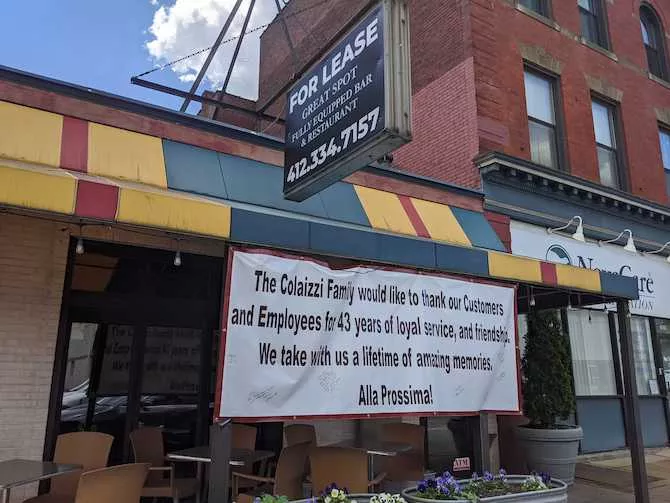 FOR LEASE
GREAT SPOT
FULLY EQUIPPED BAR
& RESTAURANT
412.334.7157
The Colaizzi Family would like to thank our Customers
and Employees for 43 years of loyal service, and friendship.
We take with us a lifetime of amazing memories.
Alla Prossima!
ATM